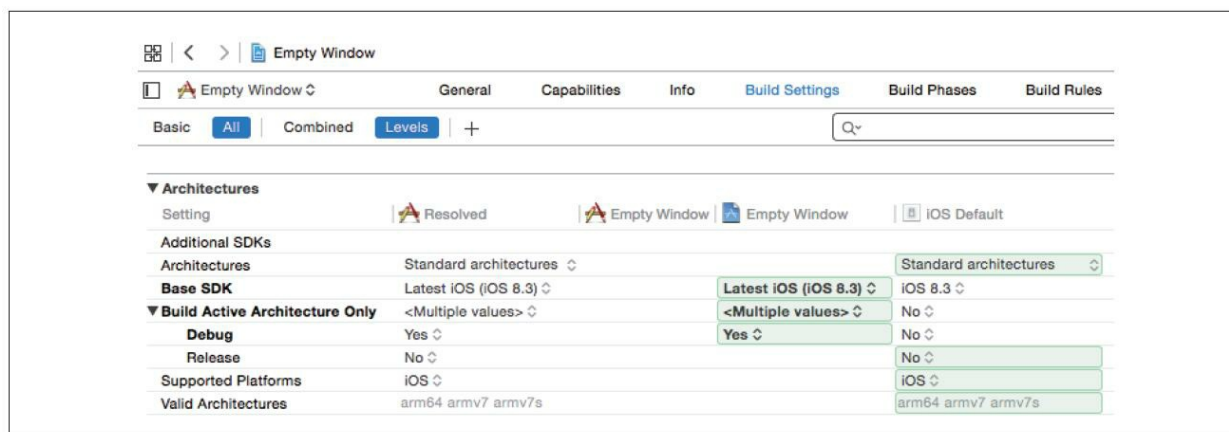 Empty Window
Empty Window General Capabilities Info Build Settings Build Phases Build Rules
Basic All Combined Levels +
Architectures
Setting Resolved Empty Window Empty Window iOS Default
Additional SDKs
Architectures Standard architectures Standard architectures
Base SDK Latest iOS (iOS 8.3) Latest iOS (iOS 8.3) iOS 8.3
Build Active Architecture Only <Multiple values> <Multiple values> No
Debug Yes Yes No
Release No No
Supported Platforms iOS iOS
Valid Architectures arm64 armv7 armv7s arm64 armv7 armv7s